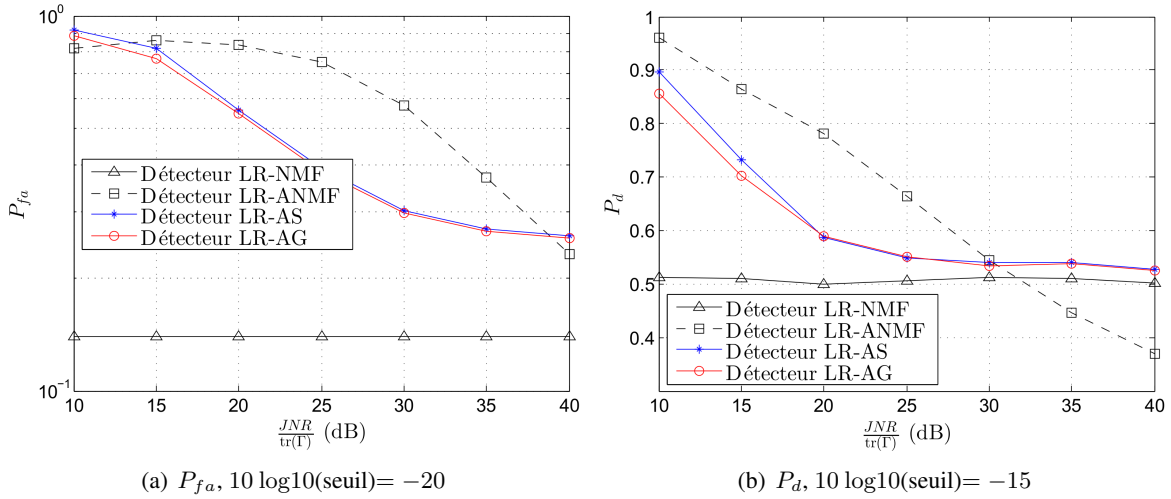 10⁰
10⁻¹
P_fa
Détecteur LR-NMF
Détecteur LR-ANMF
Détecteur LR-AS
Détecteur LR-AG
10 15 20 25 30 35 40
JNR/tr(Γ) (dB)
(a) P_fa, 10 log10(seuil)= −20
1
0.9
0.8
0.7
0.6
0.5
0.4
P_d
Détecteur LR-NMF
Détecteur LR-ANMF
Détecteur LR-AS
Détecteur LR-AG
10 15 20 25 30 35 40
JNR/tr(Γ) (dB)
(b) P_d, 10 log10(seuil)= −15